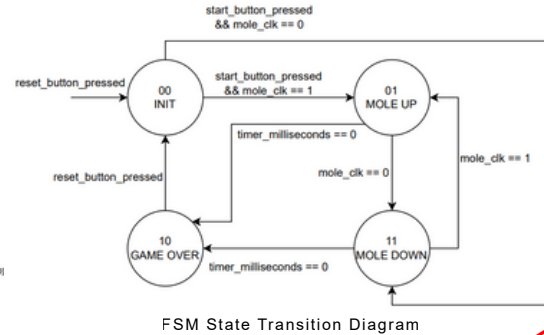 start_button_pressed
&& mole_clk == 0
reset_button_pressed
00
INIT
start_button_pressed
&& mole_clk == 1
01
MOLE UP
timer_milliseconds == 0
mole_clk == 0
mole_clk == 1
reset_button_pressed
10
GAME OVER
timer_milliseconds == 0
11
MOLE DOWN
FSM State Transition Diagram